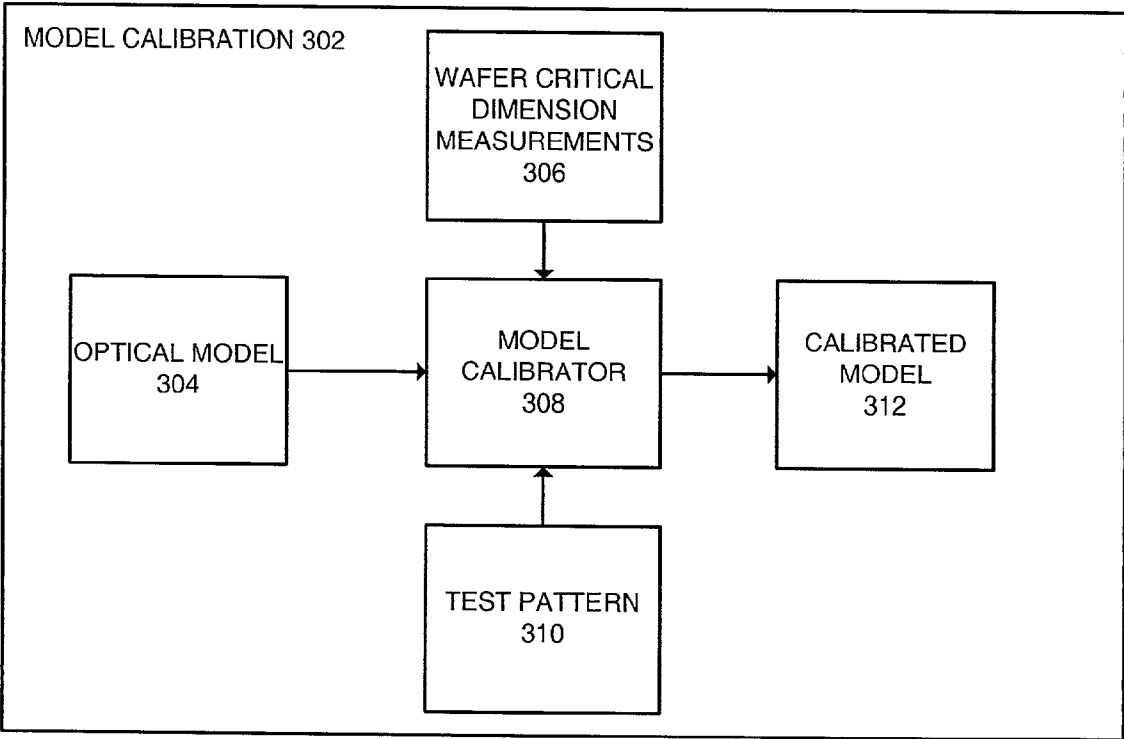 MODEL CALIBRATION 302
WAFER CRITICAL
DIMENSION
MEASUREMENTS
306
OPTICAL MODEL
304
MODEL
CALIBRATOR
308
CALIBRATED
MODEL
312
TEST PATTERN
310